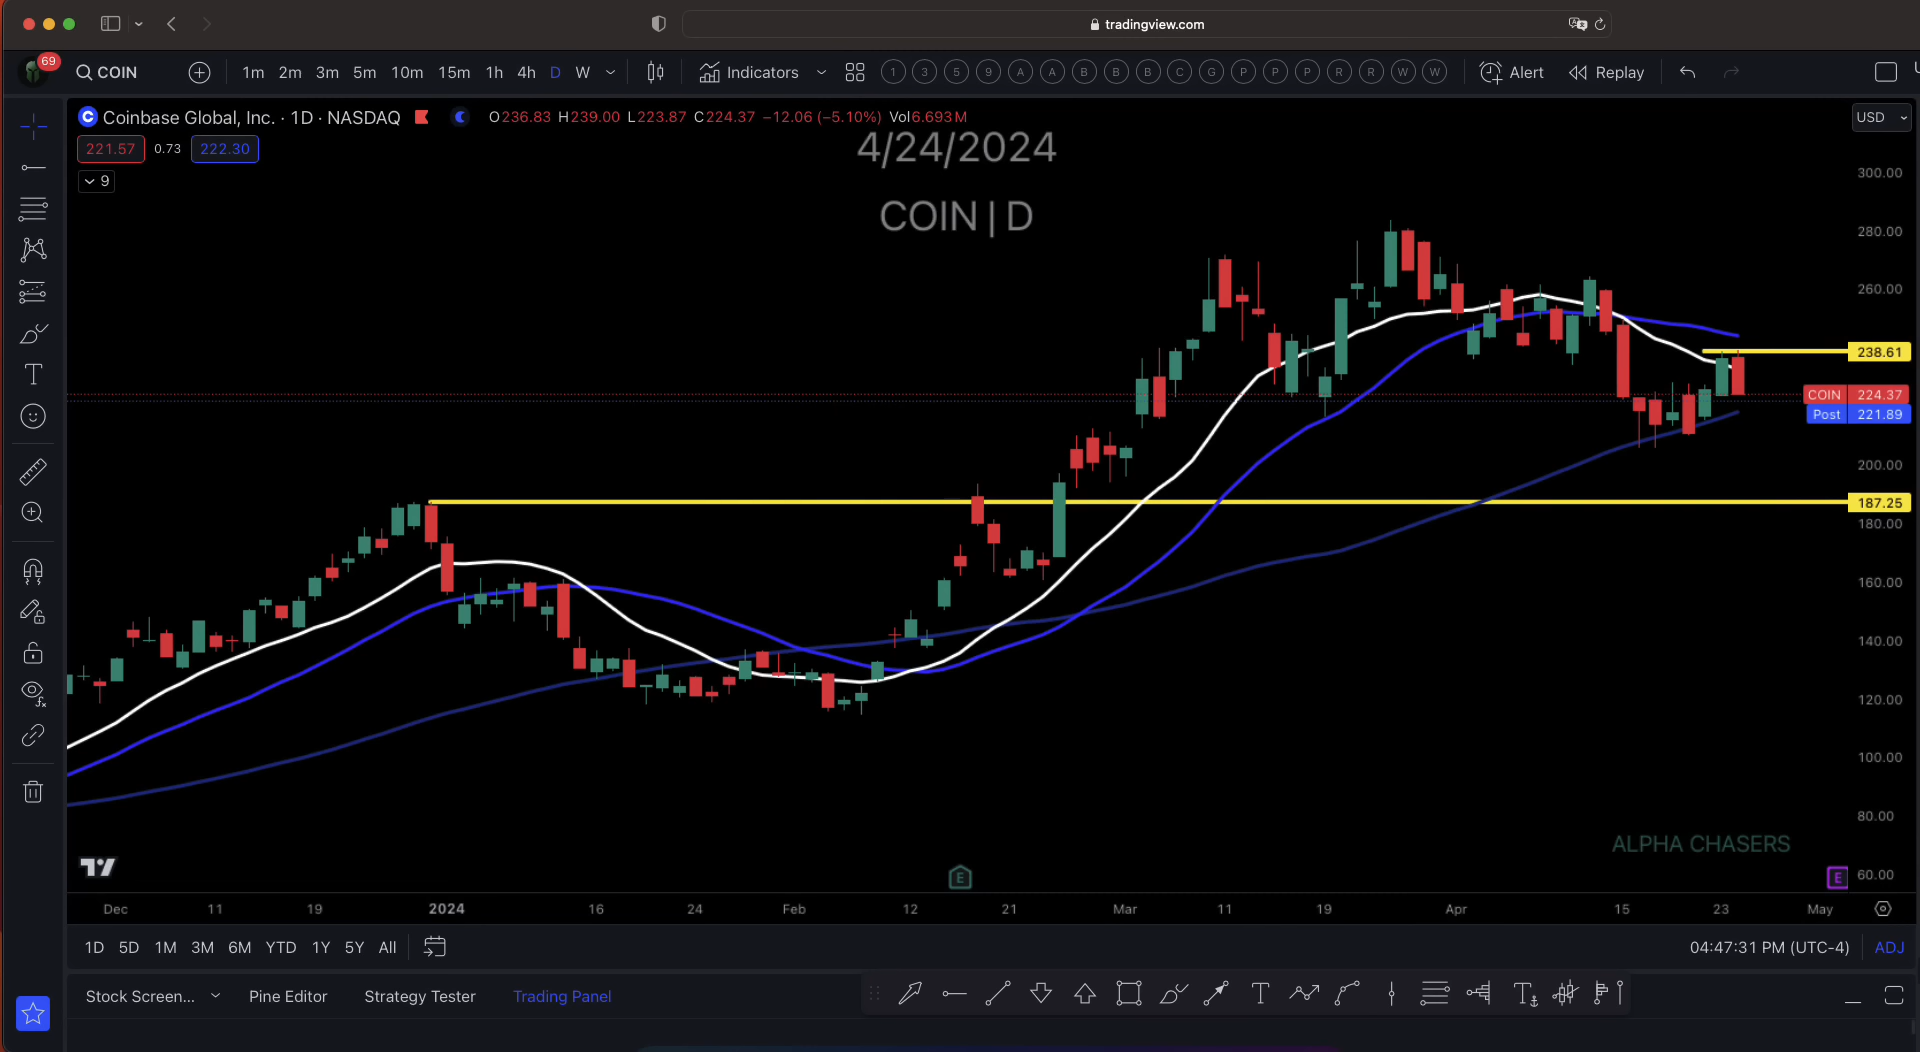 tradingview.com
69
COIN 1m 2m 3m 5m 10m 15m 1h 4h D W Indicators 1 3 5 9 A A B B B C G P P P R R W W Alert Replay
C Coinbase Global, Inc. · 1D · NASDAQ O236.83 H239.00 L223.87 C224.37 −12.06 (−5.10%) Vol6.693M
USD
4/24/2024
221.57 0.73 222.30
9
COIN | D
300.00
280.00
260.00
238.61
COIN 224.37
Post 221.89
200.00
187.25
180.00
160.00
140.00
120.00
100.00
80.00
ALPHA CHASERS
60.00
E E
Dec 11 19 2024 16 24 Feb 12 21 Mar 11 19 Apr 15 23 May
1D 5D 1M 3M 6M YTD 1Y 5Y All 04:47:31 PM (UTC-4) ADJ
Stock Screen... Pine Editor Strategy Tester Trading Panel